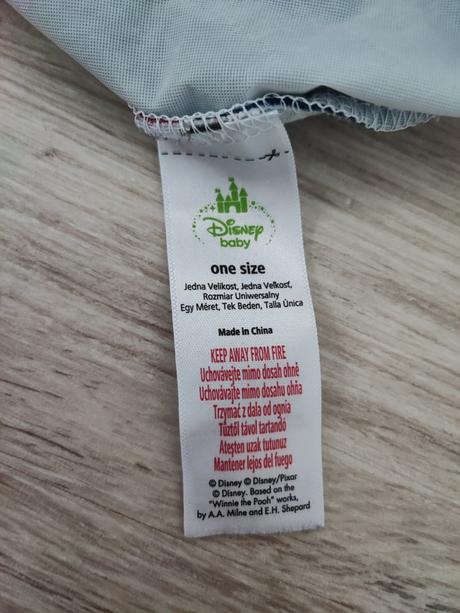 Disney
baby
one size
Jedna Velikost, Jedna Veľkosť,
Rozmiar Uniwersalny
Egy Méret, Tek Beden, Talla Única
Made in China
KEEP AWAY FROM FIRE
Uchovávejte mimo dosah ohně
Uchovávajte mimo dosahu ohňa
Trzymać z dala od ognia
Tűztől távol tartandó
Ateşten uzak tutunuz
Mantener lejos del fuego
© Disney © Disney/Pixar
© Disney. Based on the
"Winnie the Pooh" works,
by A.A. Milne and E.H. Shepard